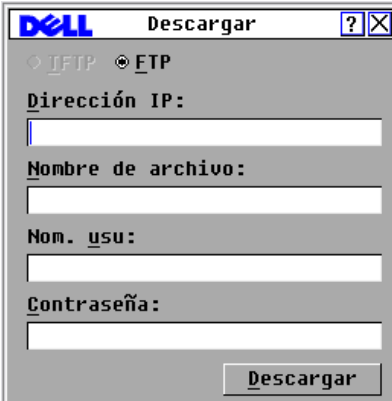 DELL Descargar ? X
TFTP FTP
Dirección IP:
Nombre de archivo:
Nom. usu:
Contraseña:
Descargar